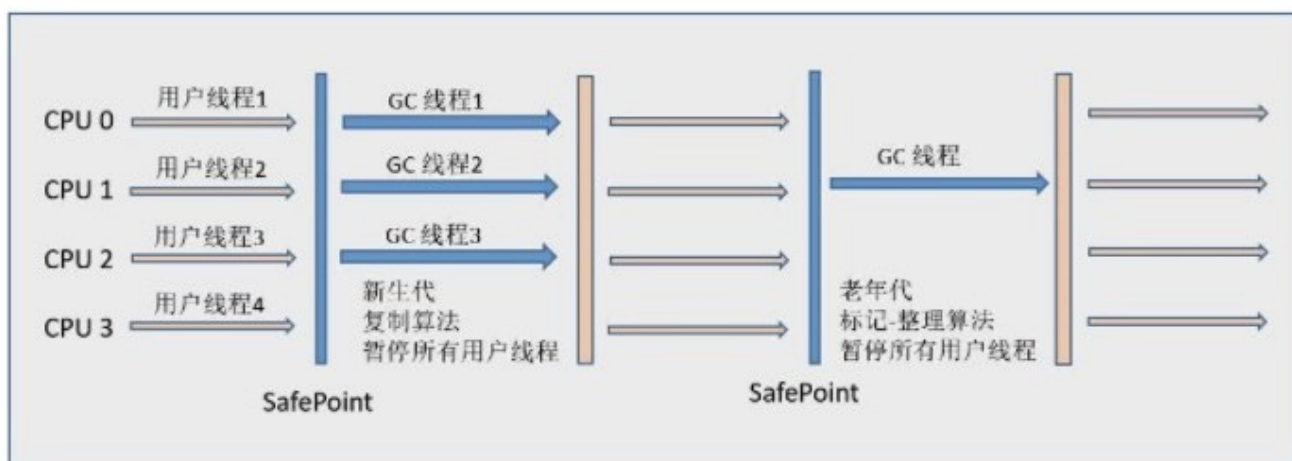 CPU 0
用户线程1
GC 线程1
CPU 1
用户线程2
GC 线程2
GC 线程
CPU 2
用户线程3
GC 线程3
CPU 3
用户线程4
新生代
复制算法
暂停所有用户线程
老年代
标记-整理算法
暂停所有用户线程
SafePoint
SafePoint